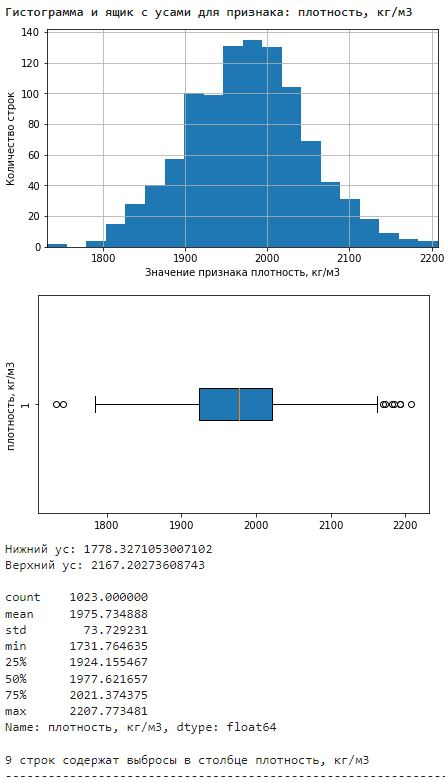 Гистограмма и ящик с усами для признака: плотность, кг/м3
140
120
100
80
60
40
20
0
Количество строк
1800
1900
2000
2100
2200
Значение признака плотность, кг/м3
плотность, кг/м3
1
1800
1900
2000
2100
2200
Нижний ус: 1778.3271053007102
Верхний ус: 2167.20273608743
count 1023.000000
mean 1975.734888
std 73.729231
min 1731.764635
25% 1924.155467
50% 1977.621657
75% 2021.374375
max 2207.773481
Name: плотность, кг/м3, dtype: float64
9 строк содержат выбросы в столбце плотность, кг/м3